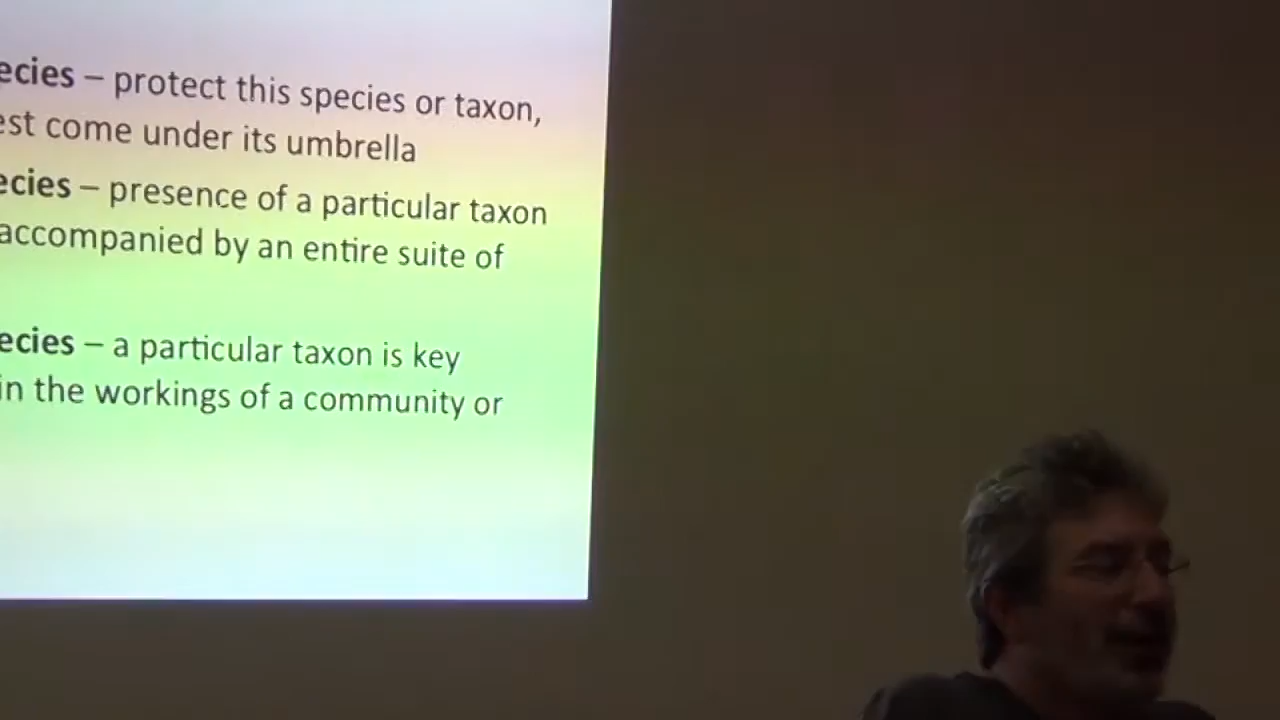 ecies – protect this species or taxon,
est come under its umbrella
ecies – presence of a particular taxon
accompanied by an entire suite of
ecies – a particular taxon is key
in the workings of a community or